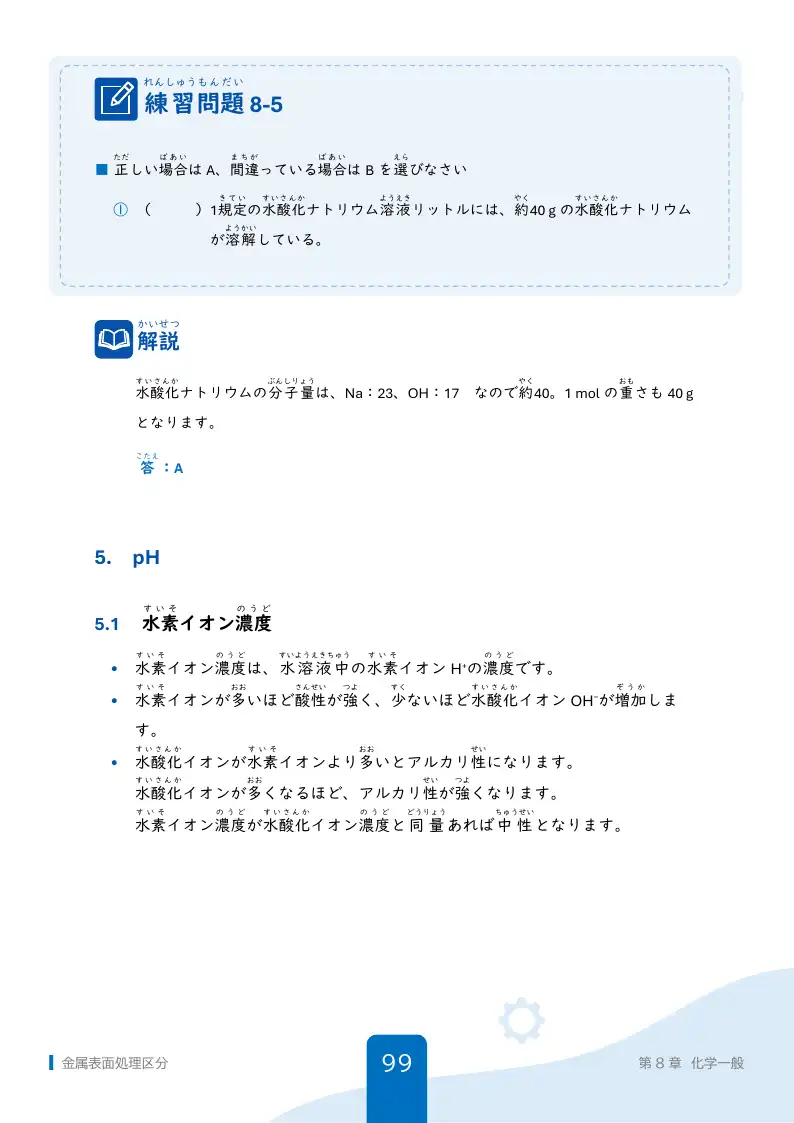 れんしゅうもんだい
練習問題 8-5
ただ ばあい まちが ばあい えら
■ 正しい場合は A、間違っている場合は B を選びなさい
きてい すいさんか ようえき やく すいさんか
① （　　　）1規定の水酸化ナトリウム溶液リットルには、約40ｇの水酸化ナトリウム
ようかい
が溶解している。
かいせつ
解説
すいさんか ぶんしりょう やく おも
水酸化ナトリウムの分子量は、Na：23、OH：17　なので約40。1 mol の重さも 40ｇ
となります。
こたえ
答：A
5. pH
すいそ のうど
5.1 水素イオン濃度
すいそ のうど すいようえきちゅう すいそ のうど
• 水素イオン濃度は、水溶液中の水素イオン H⁺の濃度です。
すいそ おお さんせい つよ すく すいさんか ぞうか
• 水素イオンが多いほど酸性が強く、少ないほど水酸化イオン OH⁻が増加しま
す。
すいさんか すいそ おお せい
• 水酸化イオンが水素イオンより多いとアルカリ性になります。
すいさんか おお せい つよ
水酸化イオンが多くなるほど、アルカリ性が強くなります。
すいそ のうど すいさんか のうど どうりょう ちゅうせい
水素イオン濃度が水酸化イオン濃度と同量あれば中性となります。
金属表面処理区分
99
第 8 章 化学一般